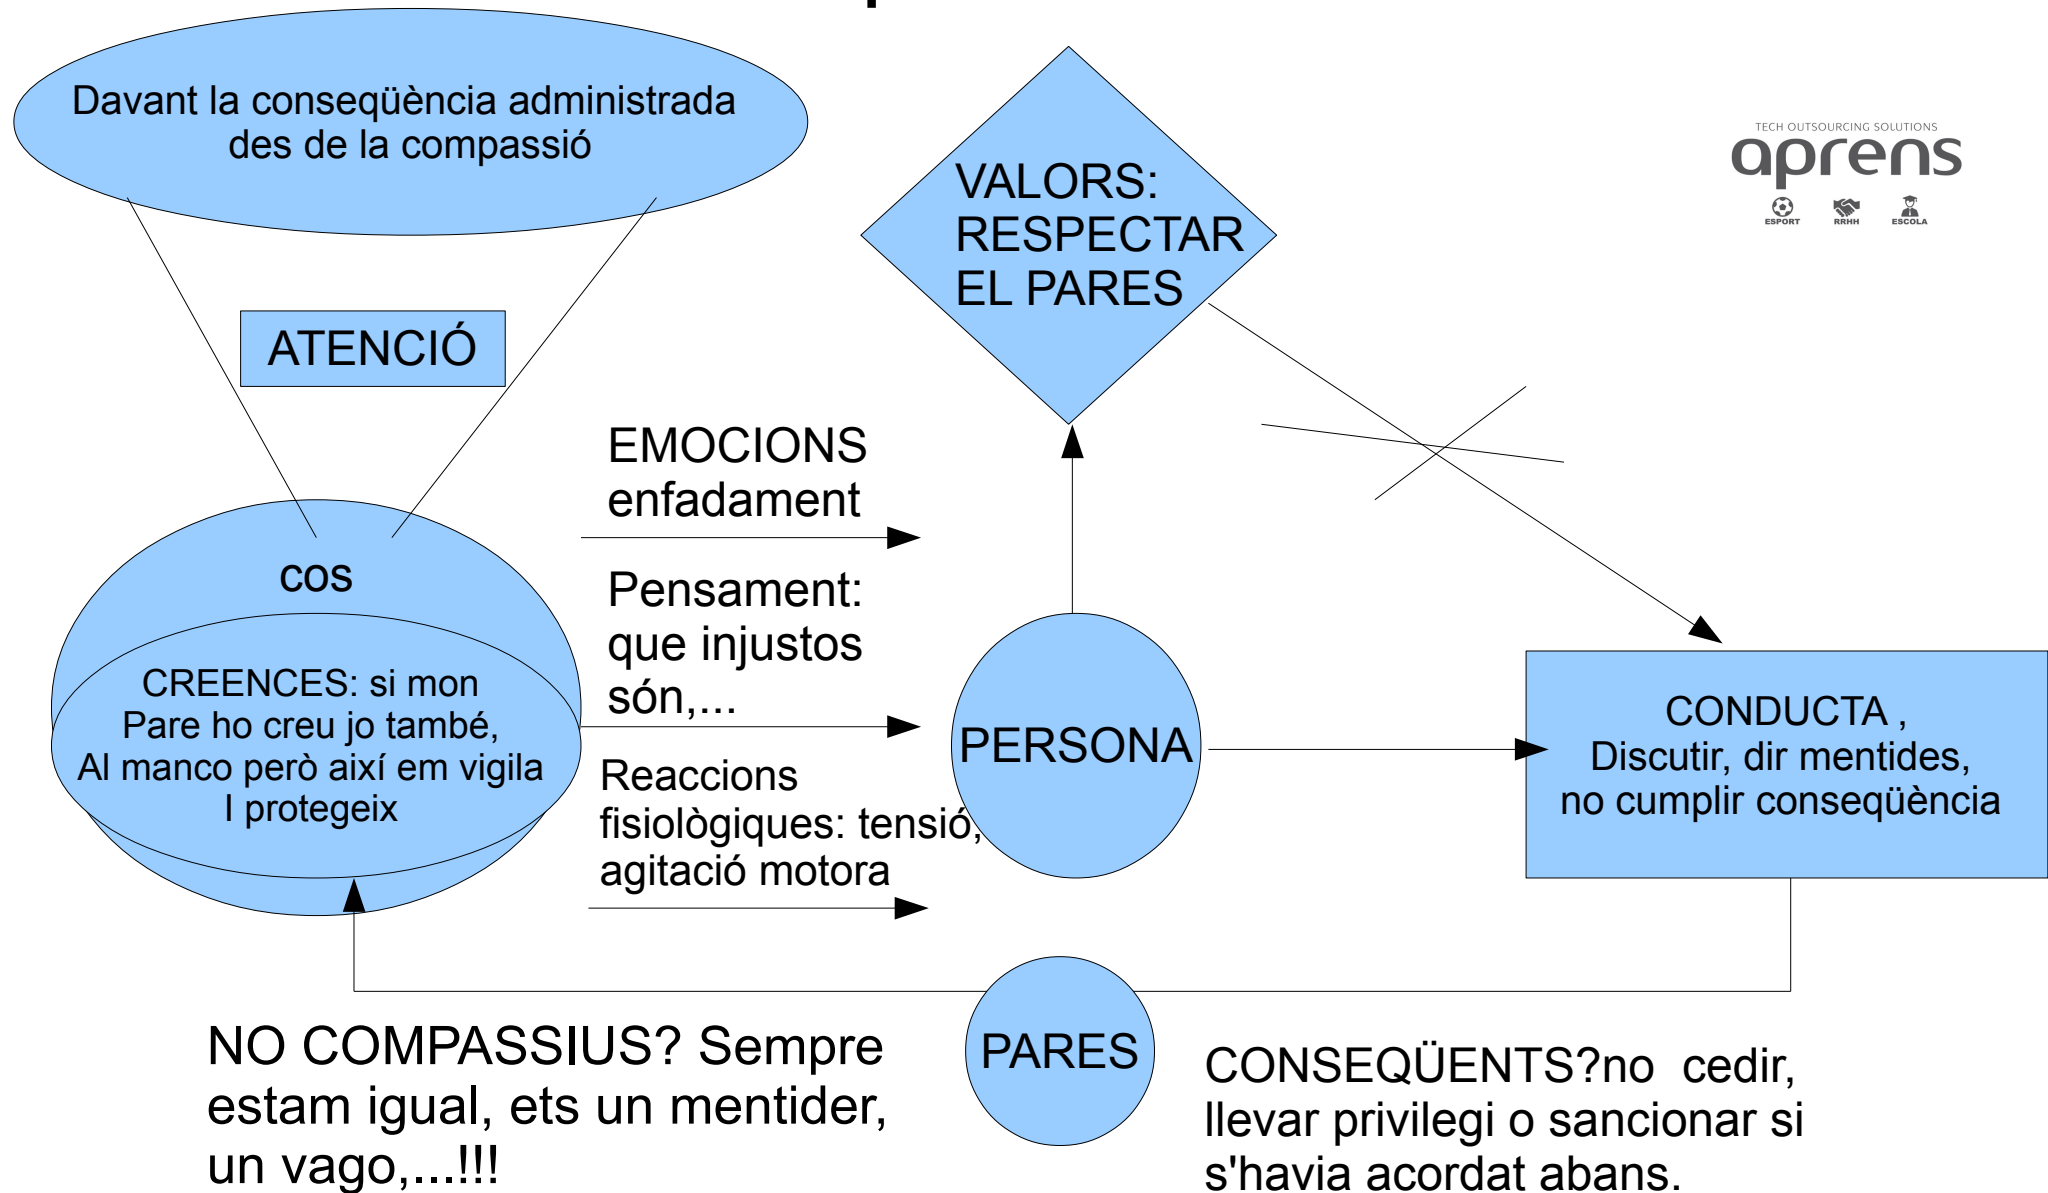 Davant la conseqüència administrada
des de la compassió
TECH OUTSOURCING SOLUTIONS
aprens
ESPORT
RRHH
ESCOLA
VALORS:
RESPECTAR
EL PARES
ATENCIÓ
EMOCIONS
enfadament
cos
Pensament:
que injustos
són,...
CREENCES: si mon
Pare ho creu jo també,
Al manco però així em vigila
I protegeix
PERSONA
CONDUCTA ,
Discutir, dir mentides,
no cumplir conseqüència
Reaccions
fisiològiques: tensió,
agitació motora
NO COMPASSIUS? Sempre
estam igual, ets un mentider,
un vago,...!!!
PARES
CONSEQÜENTS?no cedir,
llevar privilegi o sancionar si
s'havia acordat abans.